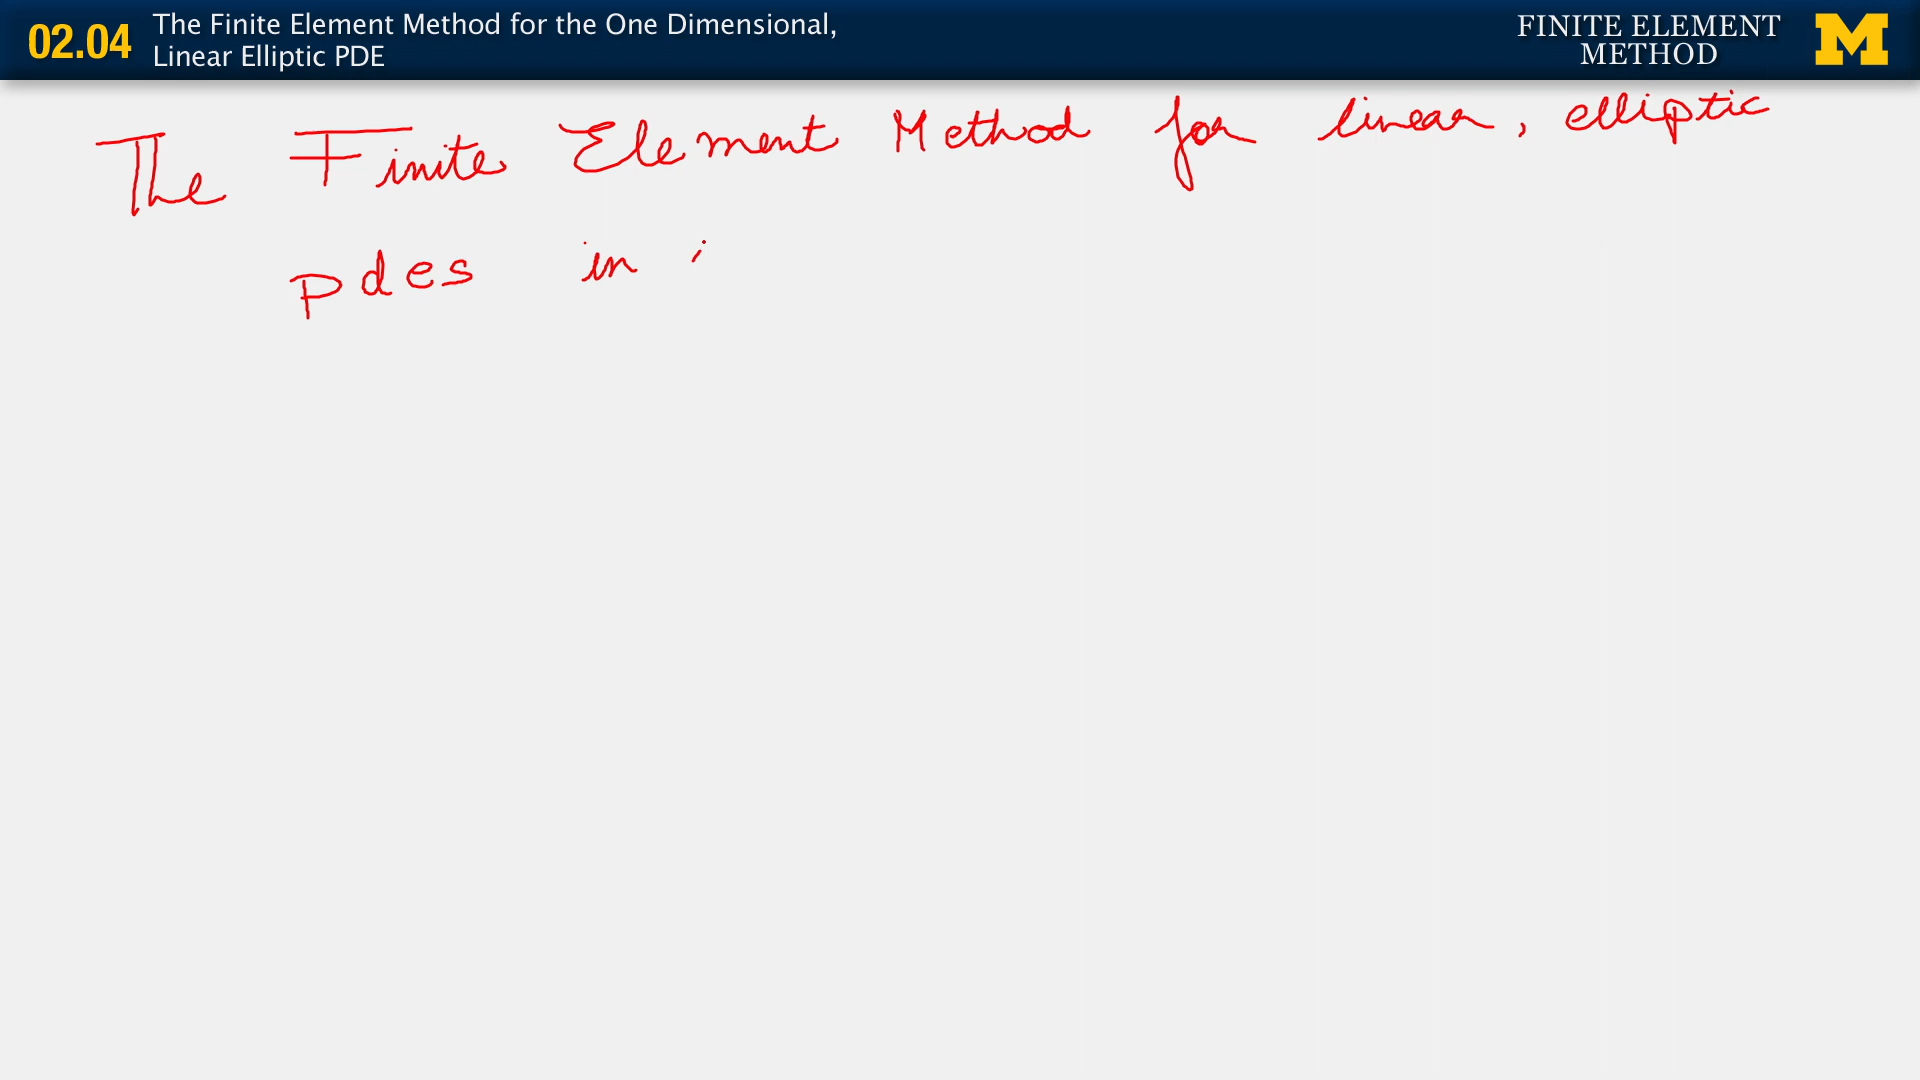 02.04
The Finite Element Method for the One Dimensional,
Linear Elliptic PDE
FINITE ELEMENT
METHOD
M
The Finite Element Method for linear, elliptic
pdes in